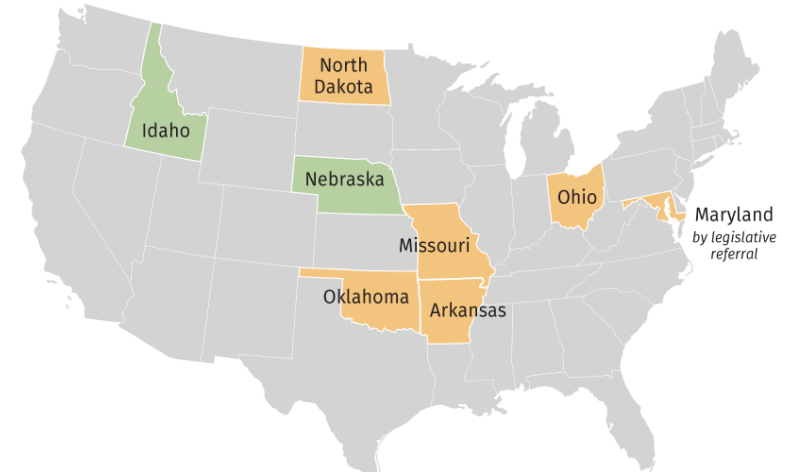 North
Dakota
Idaho
Nebraska
Ohio
Maryland
by legislative
referral
Missouri
Oklahoma
Arkansas